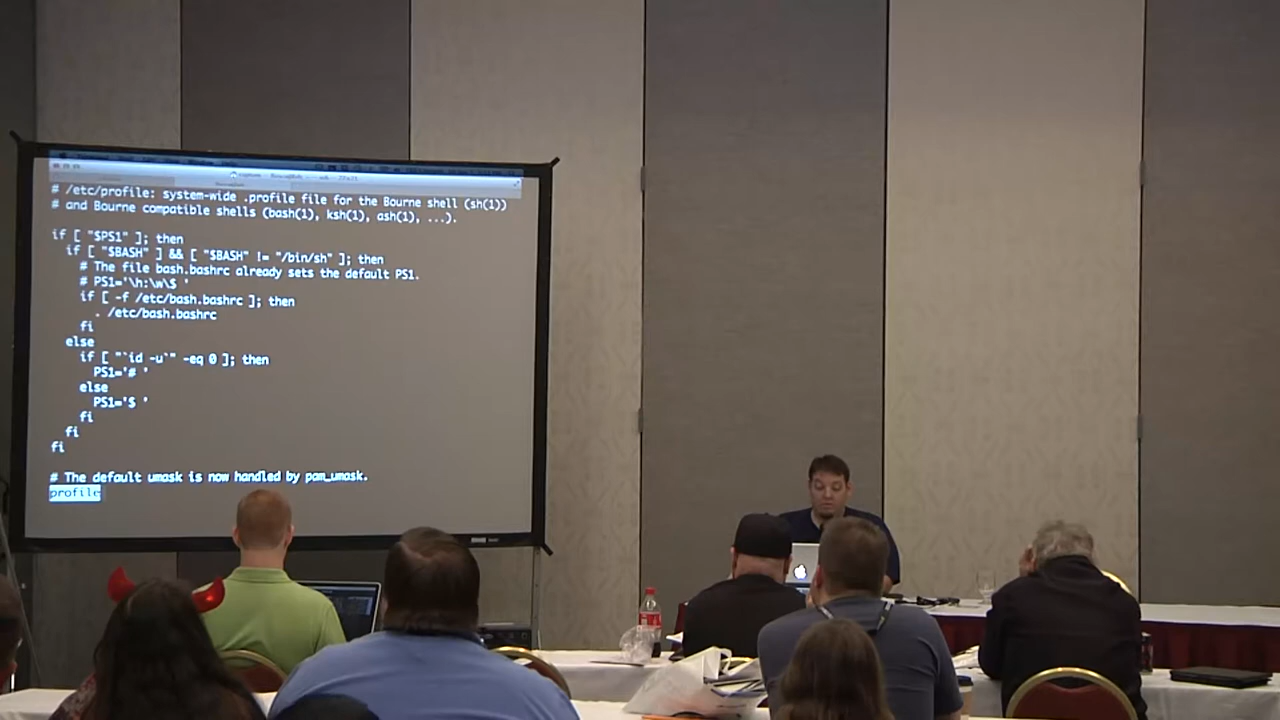 # /etc/profile: system-wide .profile file for the Bourne shell (sh(1))
# and Bourne compatible shells (bash(1), ksh(1), ash(1), ...).
if [ "$PS1" ]; then
if [ "$BASH" ] && [ "$BASH" != "/bin/sh" ]; then
# The file bash.bashrc already sets the default PS1.
# PS1='\h:\w\$ '
if [ -f /etc/bash.bashrc ]; then
. /etc/bash.bashrc
fi
else
if [ "`id -u`" -eq 0 ]; then
PS1='# '
else
PS1='$ '
fi
fi
fi
# The default umask is now handled by pam_umask.
profile